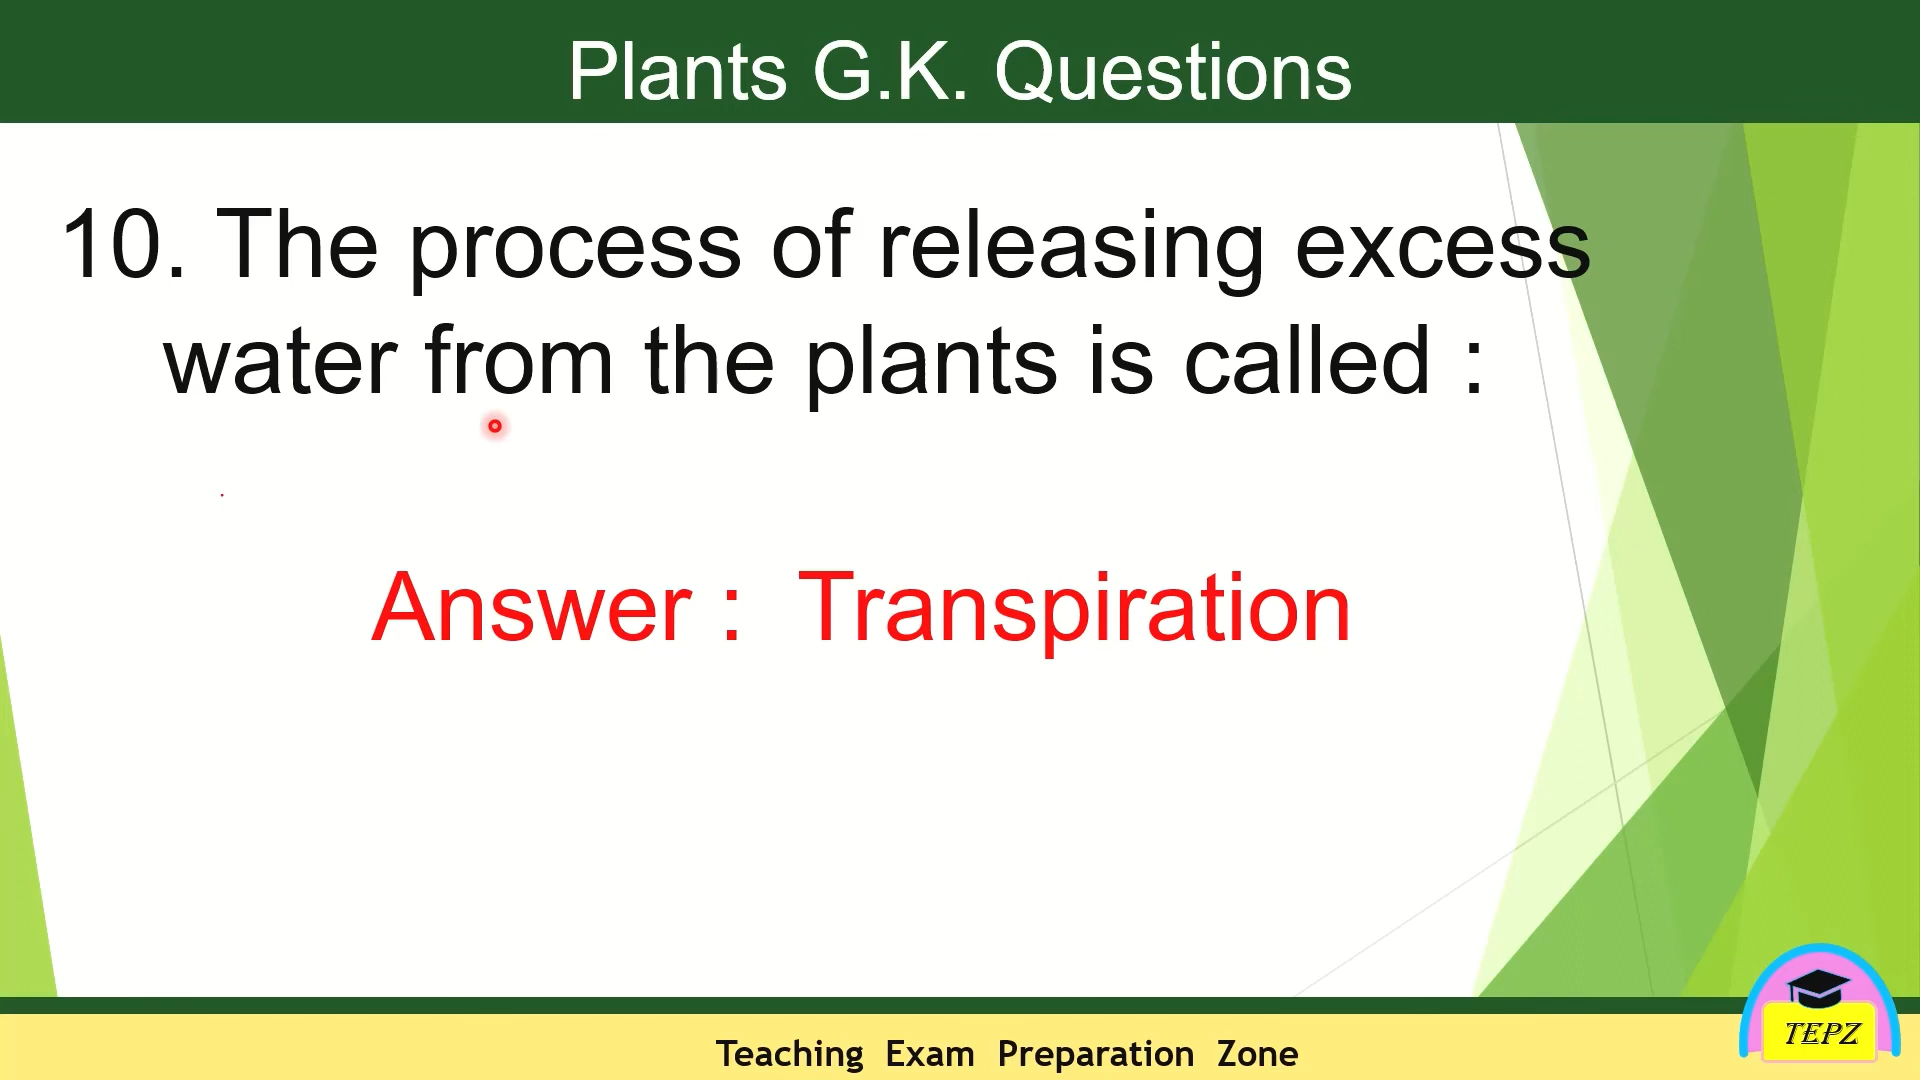 Plants G.K. Questions
10. The process of releasing excess
water from the plants is called :
Answer : Transpiration
Teaching Exam Preparation Zone
TEPZ